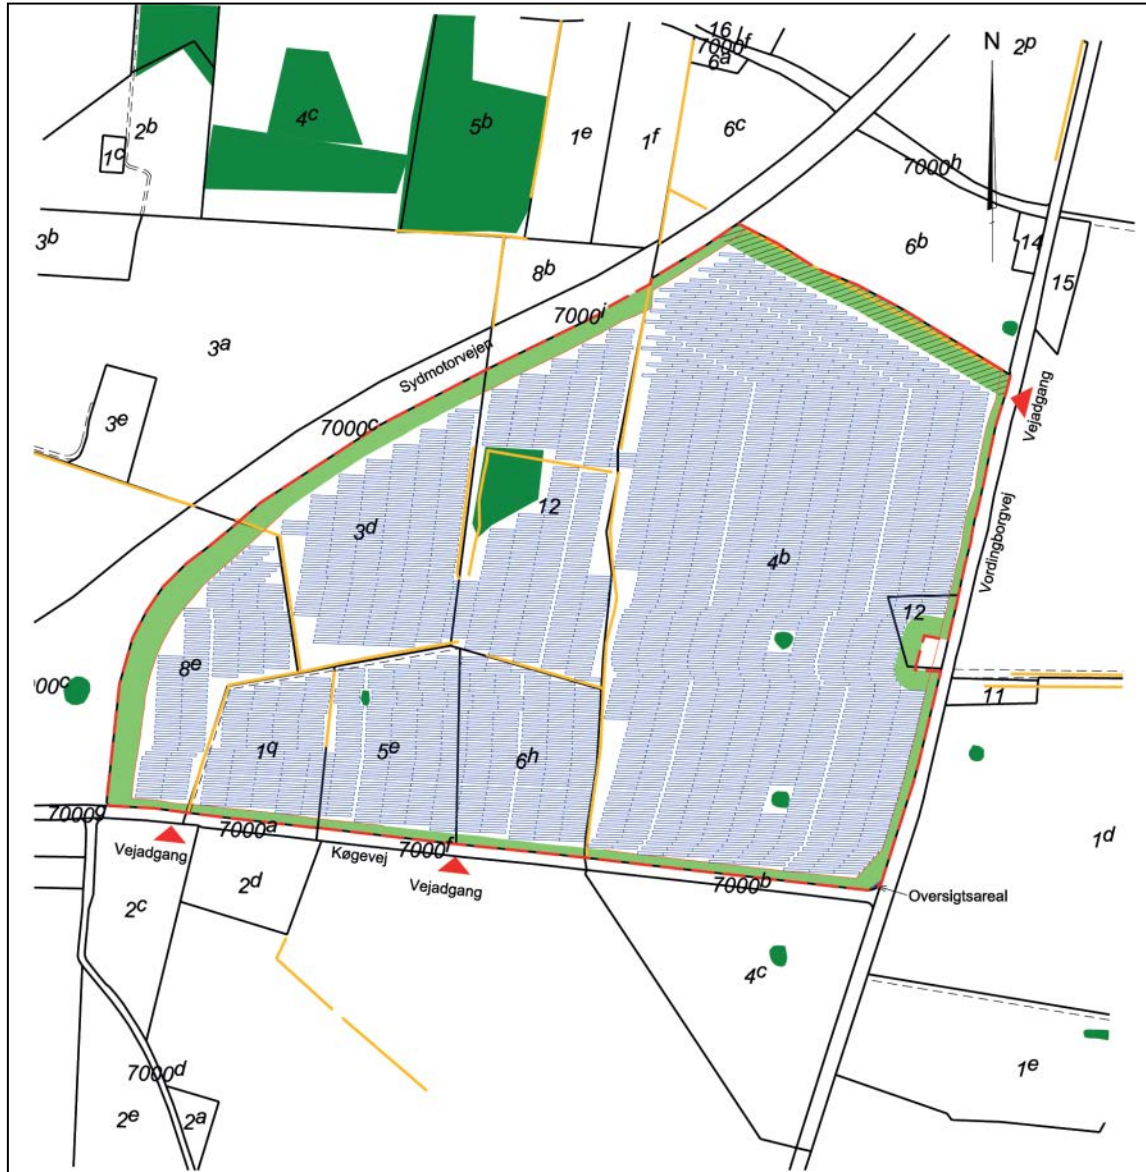 16
7000f
6a
N
2p
2b
4c
5b
1e
1f
6c
1c
7000h
3b
8b
6b
14
15
7000i
3a
Sydmotorvejen
3e
7000c
Vejadgang
12
3d
4b
Vordingborgvej
12
8e
000c
11
1q
5e
6h
7000g
7000a
Køgevej
7000f
1d
Vejadgang
Vejadgang
7000b
Oversigtsareal
2d
2c
4c
7000d
1e
2e
2a